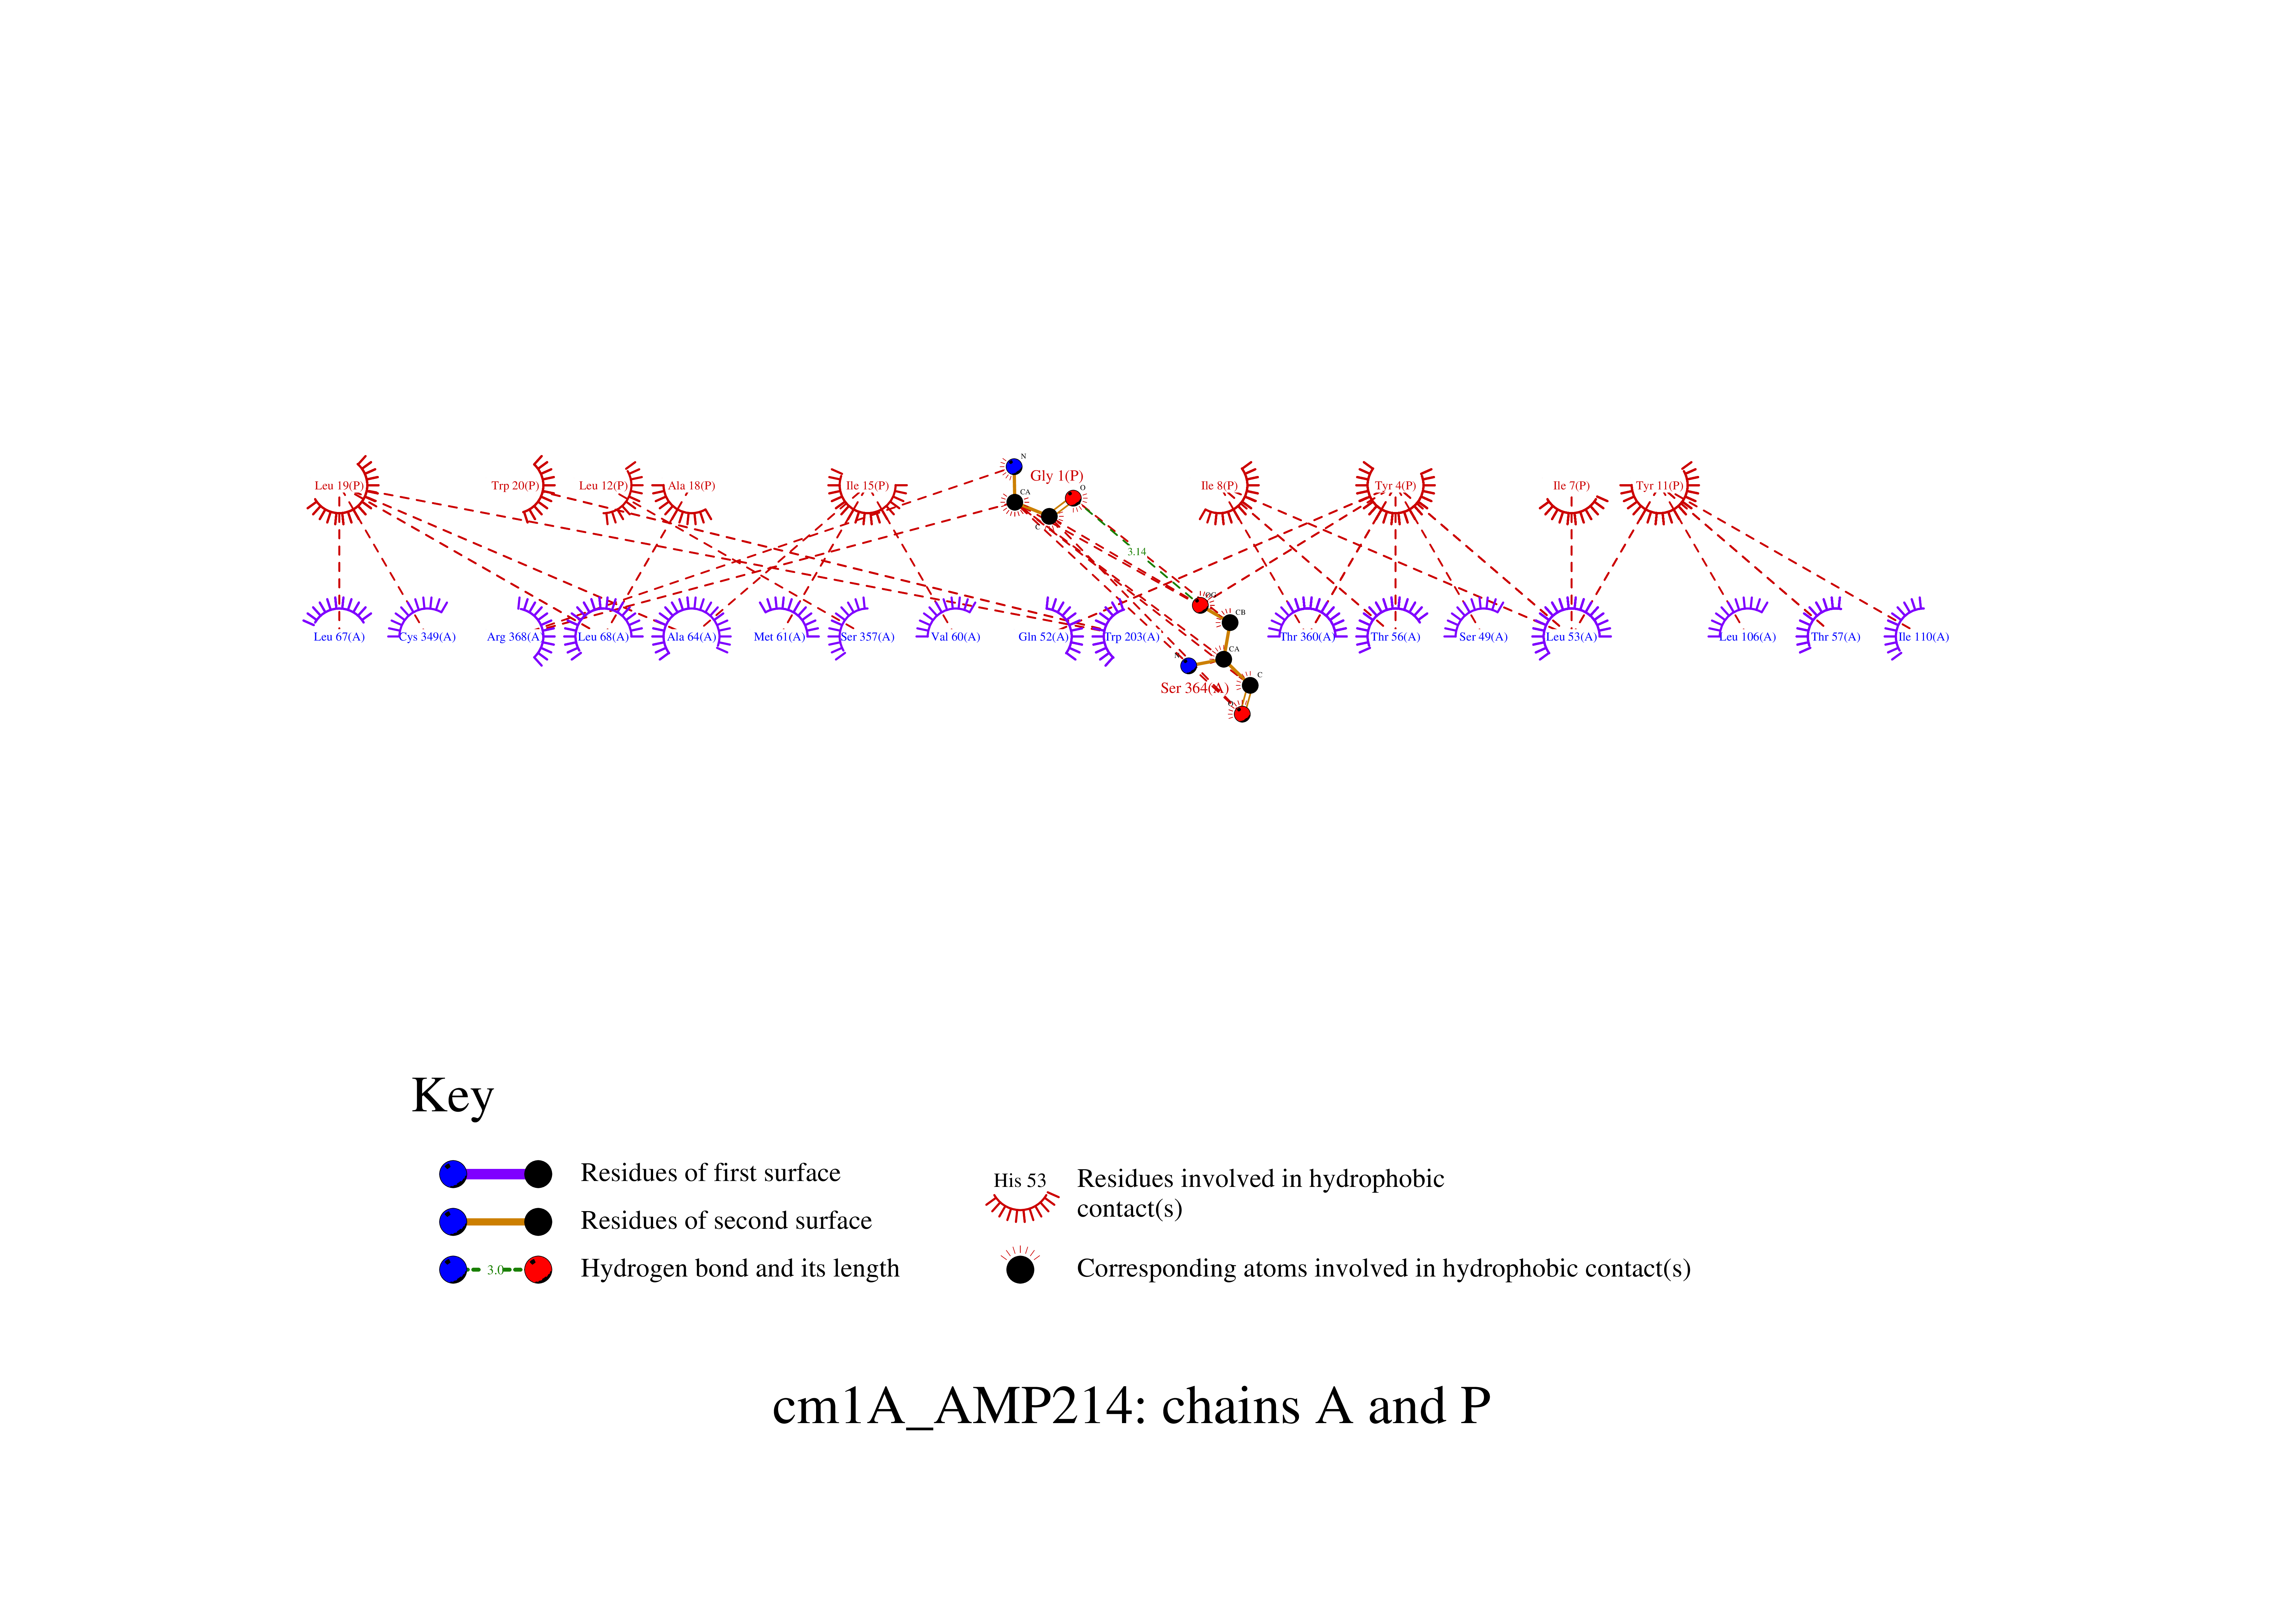 N
Gly 1(P)
Leu 19(P) Trp 20(P) Leu 12(P) Ala 18(P) Ile 15(P) CA O Ile 8(P) Tyr 4(P) Ile 7(P) Tyr 11(P)
C
3.14
OG
CB
Leu 67(A) Cys 349(A) Arg 368(A) Leu 68(A) Ala 64(A) Met 61(A) Ser 357(A) Val 60(A) Gln 52(A) Trp 203(A) Thr 360(A) Thr 56(A) Ser 49(A) Leu 53(A) Leu 106(A) Thr 57(A) Ile 110(A)
N CA
C
Ser 364(A)
O
Key
Residues of first surface
Residues of second surface
3.0
Hydrogen bond and its length
His 53
Residues involved in hydrophobic
contact(s)
Corresponding atoms involved in hydrophobic contact(s)
cm1A_AMP214: chains A and P